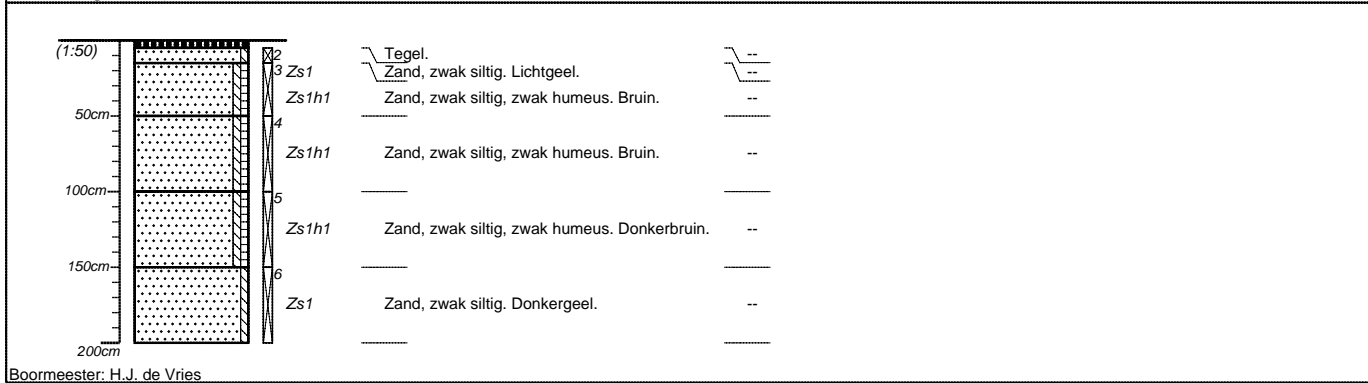 (1:50) 2 Tegel. --
3 Zs1 Zand, zwak siltig. Lichtgeel. --
Zs1h1 Zand, zwak siltig, zwak humeus. Bruin. --
50cm
4
Zs1h1 Zand, zwak siltig, zwak humeus. Bruin. --
100cm
5
Zs1h1 Zand, zwak siltig, zwak humeus. Donkerbruin. --
150cm
6
Zs1 Zand, zwak siltig. Donkergeel. --
200cm
Boormeester: H.J. de Vries